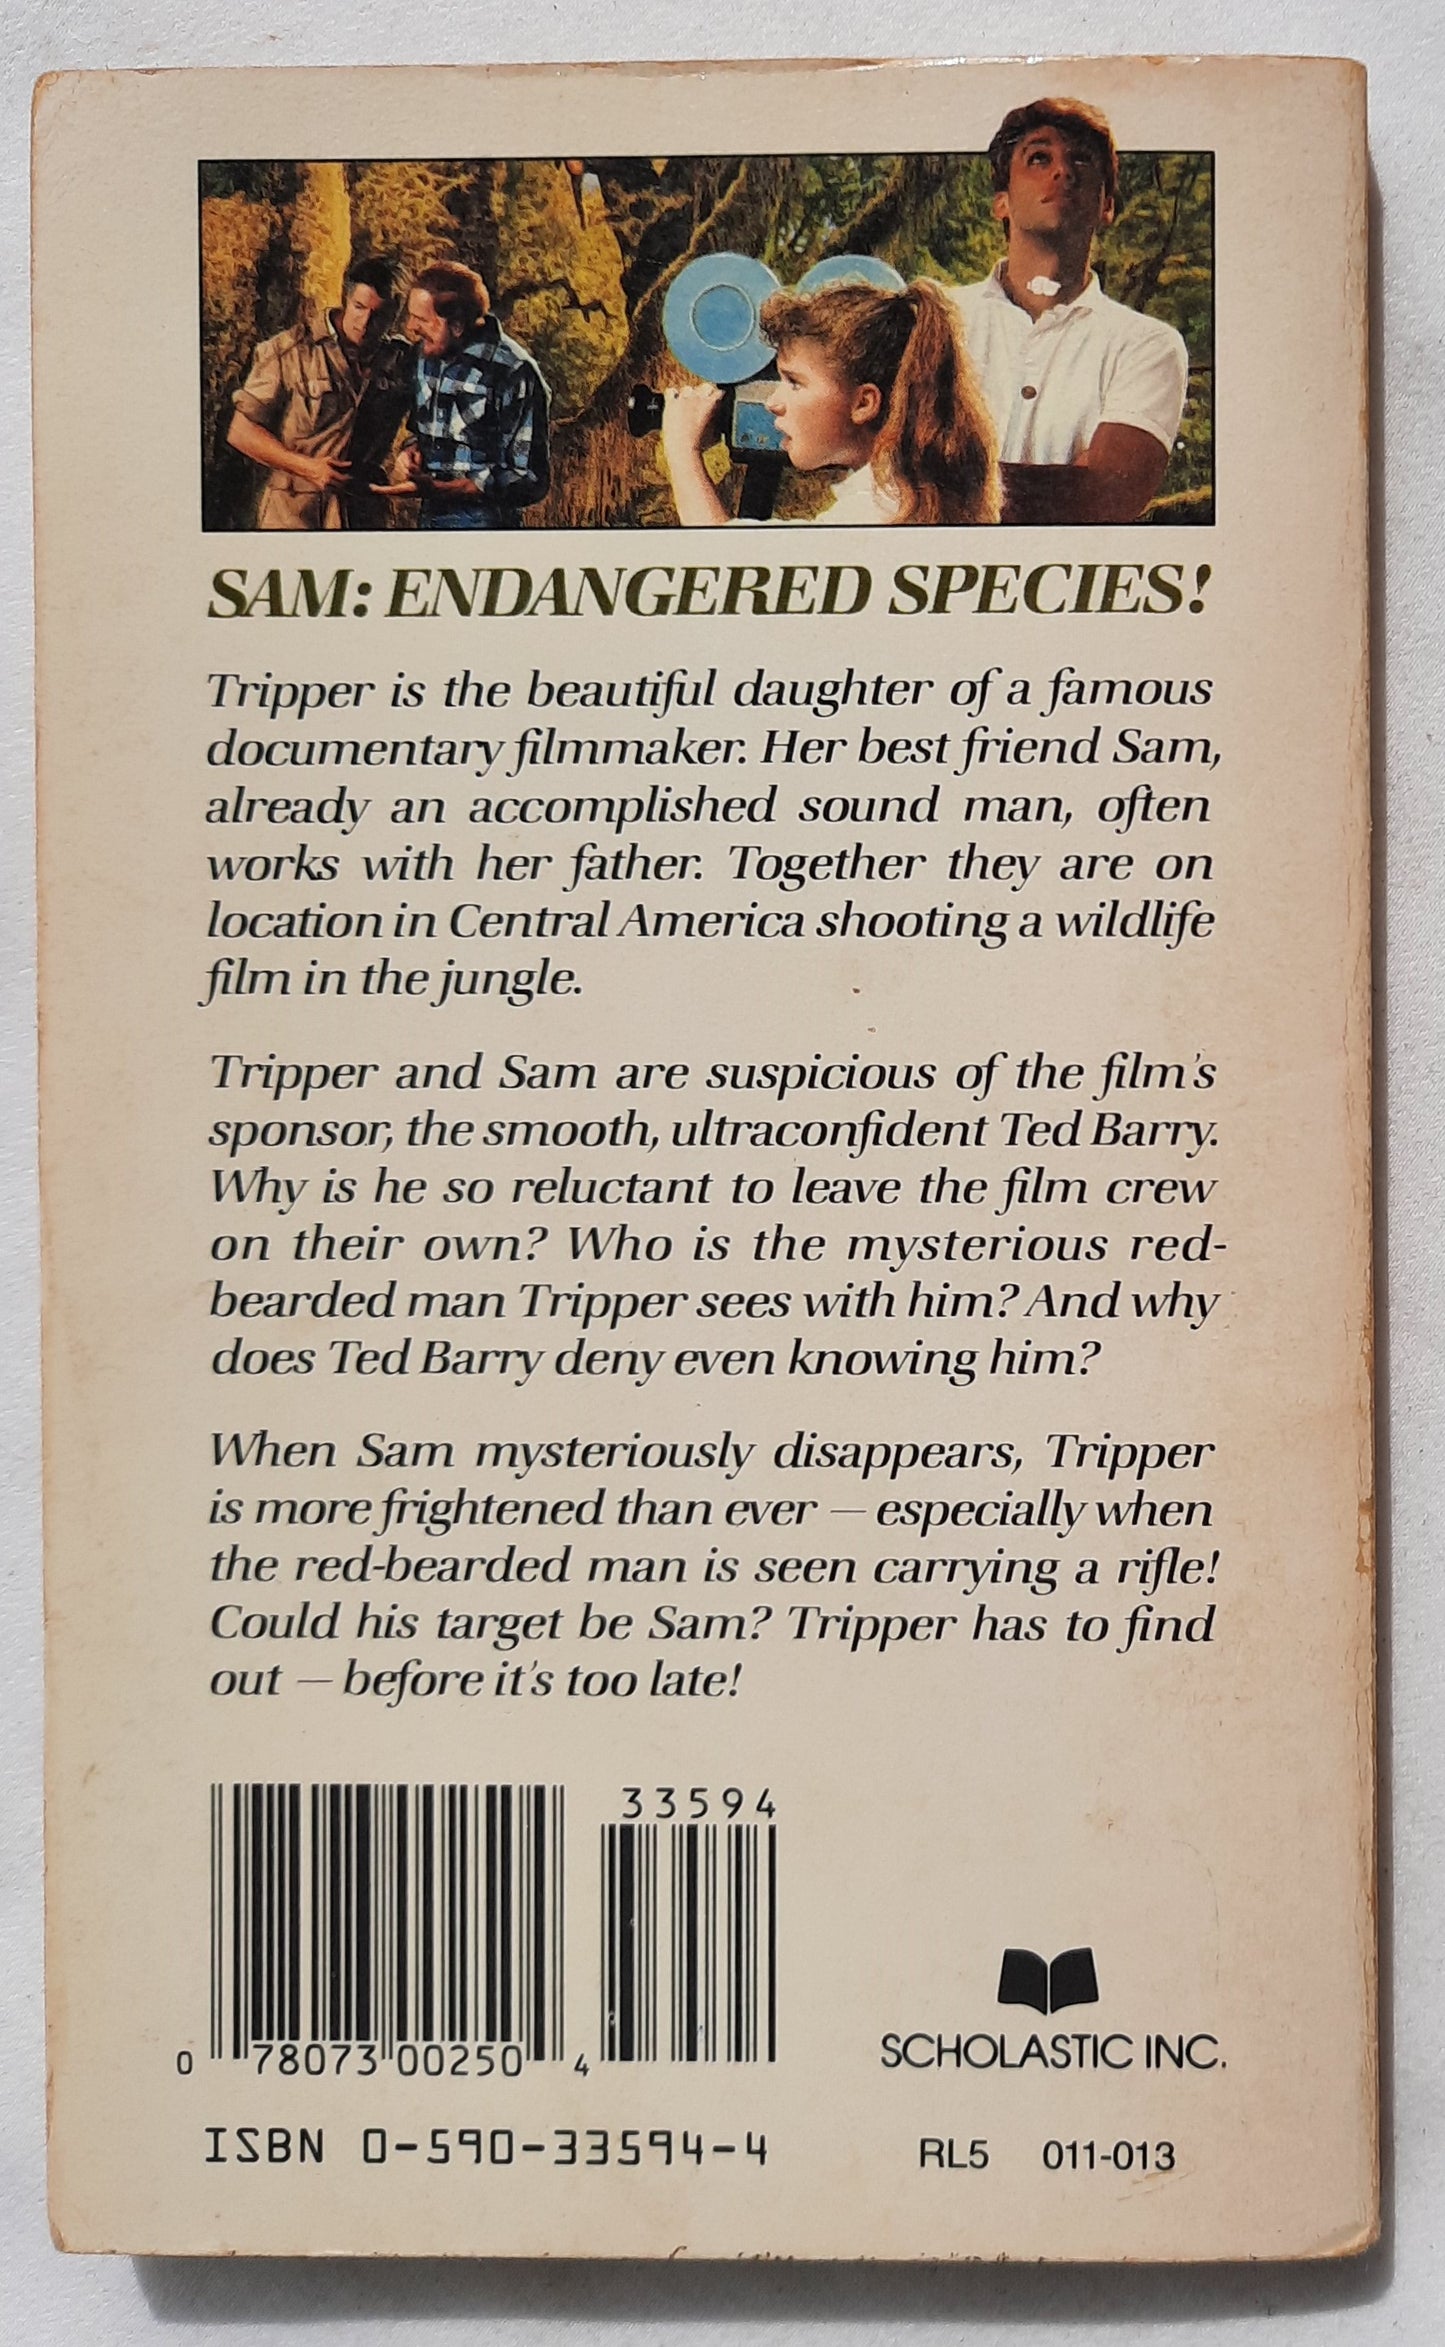 SAM: ENDANGERED SPECIES!
Tripper is the beautiful daughter of a famous
documentary filmmaker. Her best friend Sam,
already an accomplished sound man, often
works with her father. Together they are on
location in Central America shooting a wildlife
film in the jungle.
Tripper and Sam are suspicious of the film's
sponsor, the smooth, ultraconfident Ted Barry.
Why is he so reluctant to leave the film crew
on their own? Who is the mysterious red-
bearded man Tripper sees with him? And why
does Ted Barry deny even knowing him?
When Sam mysteriously disappears, Tripper
is more frightened than ever — especially when
the red-bearded man is seen carrying a rifle!
Could his target be Sam? Tripper has to find
out — before it's too late!
33594
0 78073 00250 4
SCHOLASTIC INC.
ISBN 0-590-33594-4
RL5 011-013